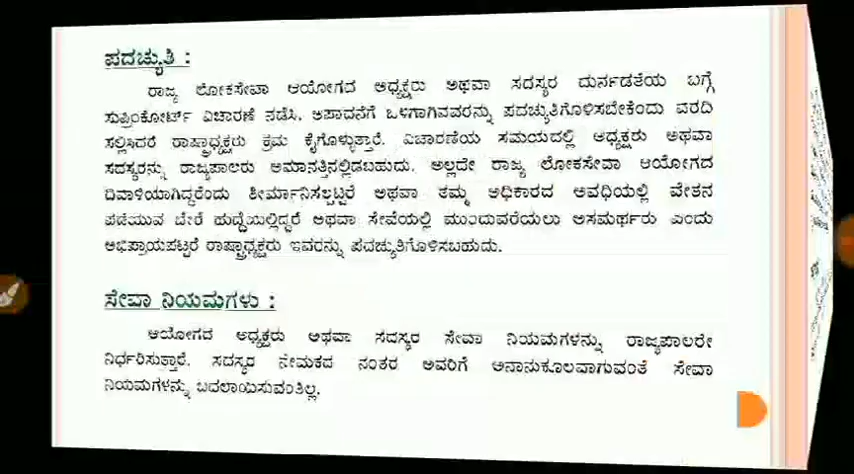 ಪದಚ್ಯುತಿ :
ರಾಜ್ಯ ಲೋಕಸೇವಾ ಆಯೋಗದ ಅಧ್ಯಕ್ಷರು ಅಥವಾ ಸದಸ್ಯರ ದುರ್ನಡತೆಯ ಬಗ್ಗೆ
ಸುಪ್ರಿಂಕೋರ್ಟ್ ವಿಚಾರಣೆ ನಡೆಸಿ. ಅಪಾದನೆಗೆ ಒಳಗಾಗಿವವರನ್ನು ಪದಚ್ಯುತಿಗೊಳಿಸಬೇಕೆಂದು ವರದಿ
ಸಲ್ಲಿಸಿದರೆ ರಾಷ್ಟ್ರಾಧ್ಯಕ್ಷರು ಕ್ರಮ ಕೈಗೊಳ್ಳುತ್ತಾರೆ. ವಿಚಾರಣೆಯ ಸಮಯದಲ್ಲಿ ಅಧ್ಯಕ್ಷರು ಅಥವಾ
ಸದಸ್ಯರನ್ನು ರಾಜ್ಯಪಾಲರು ಅಮಾನತ್ತಿನಲ್ಲಿಡಬಹುದು. ಅಲ್ಲದೇ ರಾಜ್ಯ ಲೋಕಸೇವಾ ಆಯೋಗದ
ದಿವಾಳಿಯಾಗಿದ್ದರೆಂದು ತೀರ್ಮಾನಿಸಲ್ಪಟ್ಟರೆ ಅಥವಾ ತಮ್ಮ ಅಧಿಕಾರದ ಅವಧಿಯಲ್ಲಿ ವೇತನ
ಪಡೆಯುವ ಬೇರೆ ಹುದ್ದೆಯಲ್ಲಿದ್ದರೆ ಅಥವಾ ಸೇವೆಯಲ್ಲಿ ಮುಂದುವರೆಯಲು ಅಸಮರ್ಥರು ಎಂದು
ಅಭಿಪ್ರಾಯಪಟ್ಟರೆ ರಾಷ್ಟ್ರಾಧ್ಯಕ್ಷರು ಇವರನ್ನು ಪದಚ್ಯುತಿಗೊಳಿಸಬಹುದು.
ಸೇವಾ ನಿಯಮಗಳು :
ಆಯೋಗದ ಅಧ್ಯಕ್ಷರು ಅಥವಾ ಸದಸ್ಯರ ಸೇವಾ ನಿಯಮಗಳನ್ನು ರಾಜ್ಯಪಾಲರೇ
ನಿರ್ಧರಿಸುತ್ತಾರೆ. ಸದಸ್ಯರ ನೇಮಕದ ನಂತರ ಅವರಿಗೆ ಅನಾನುಕೂಲವಾಗುವಂತೆ ಸೇವಾ
ನಿಯಮಗಳನ್ನು ಬದಲಾಯಿಸುವಂತಿಲ್ಲ.